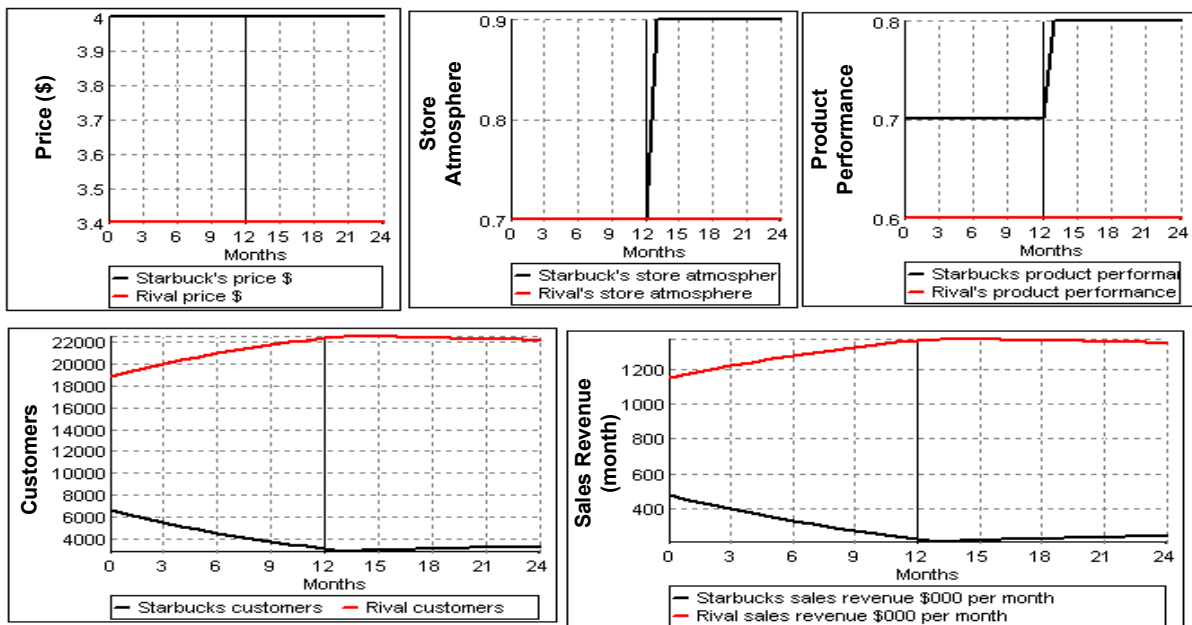 Price ($)
4
3.9
3.8
3.7
3.6
3.5
3.4
0 3 6 9 12 15 18 21 24
Months
Starbuck's price $
Rival price $
Store
Atmosphere
0.9
0.8
0.7
0 3 6 9 12 15 18 21 24
Months
Starbuck's store atmospher
Rival's store atmosphere
Product
Performance
0.8
0.7
0.6
0 3 6 9 12 15 18 21 24
Months
Starbucks product performa
Rival's product performance
Customers
22000
20000
18000
16000
14000
12000
10000
8000
6000
4000
0 3 6 9 12 15 18 21 24
Months
Starbucks customers Rival customers
Sales Revenue
(month)
1200
1000
800
600
400
0 3 6 9 12 15 18 21 24
Months
Starbucks sales revenue $000 per month
Rival sales revenue $000 per month